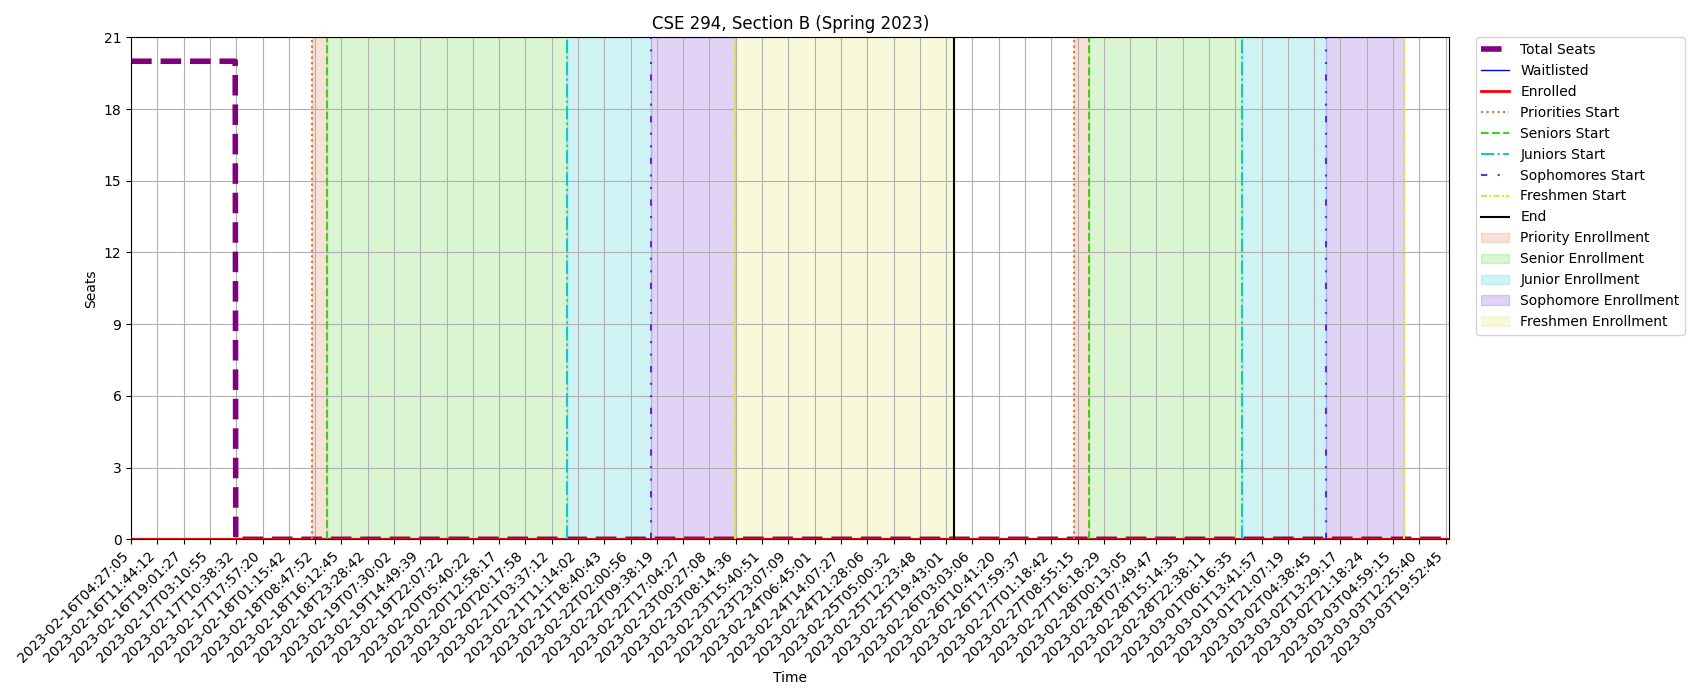 CSE 294, Section B (Spring 2023)
Seats
21
18
15
12
9
6
3
0
2023-02-16T04:27:05
2023-02-16T11:44:12
2023-02-16T19:01:27
2023-02-17T03:10:55
2023-02-17T10:38:32
2023-02-17T17:57:20
2023-02-18T01:15:42
2023-02-18T08:47:52
2023-02-18T16:12:45
2023-02-18T23:28:42
2023-02-19T07:30:02
2023-02-19T14:49:39
2023-02-19T22:07:22
2023-02-20T05:40:22
2023-02-20T12:58:17
2023-02-20T20:17:58
2023-02-21T03:37:12
2023-02-21T11:14:02
2023-02-21T18:40:43
2023-02-22T02:00:56
2023-02-22T09:38:19
2023-02-22T17:04:27
2023-02-23T00:27:08
2023-02-23T08:14:36
2023-02-23T15:40:51
2023-02-23T23:07:09
2023-02-24T06:45:01
2023-02-24T14:07:27
2023-02-24T21:28:06
2023-02-25T05:00:32
2023-02-25T12:23:48
2023-02-25T19:43:01
2023-02-26T03:03:06
2023-02-26T10:41:20
2023-02-26T17:59:37
2023-02-27T01:18:42
2023-02-27T08:55:15
2023-02-27T16:18:29
2023-02-28T00:13:05
2023-02-28T07:49:47
2023-02-28T15:14:35
2023-02-28T22:38:11
2023-03-01T06:16:35
2023-03-01T13:41:57
2023-03-01T21:07:19
2023-03-02T04:38:45
2023-03-02T13:29:17
2023-03-02T21:18:24
2023-03-03T04:59:15
2023-03-03T12:25:40
2023-03-03T19:52:45
Time
Total Seats
Waitlisted
Enrolled
Priorities Start
Seniors Start
Juniors Start
Sophomores Start
Freshmen Start
End
Priority Enrollment
Senior Enrollment
Junior Enrollment
Sophomore Enrollment
Freshmen Enrollment